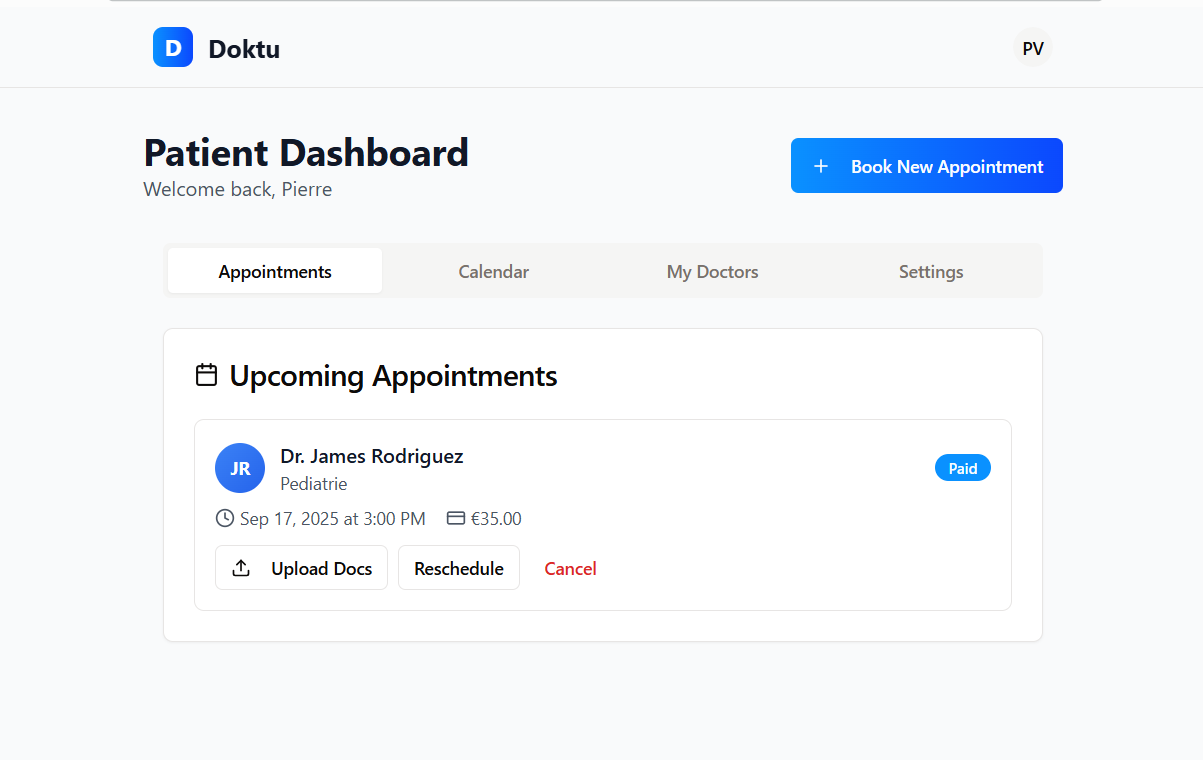 D Doktu
PV
Patient Dashboard
Welcome back, Pierre
+ Book New Appointment
Appointments Calendar My Doctors Settings
Upcoming Appointments
JR
Dr. James Rodriguez
Pediatrie
Paid
Sep 17, 2025 at 3:00 PM €35.00
Upload Docs Reschedule Cancel